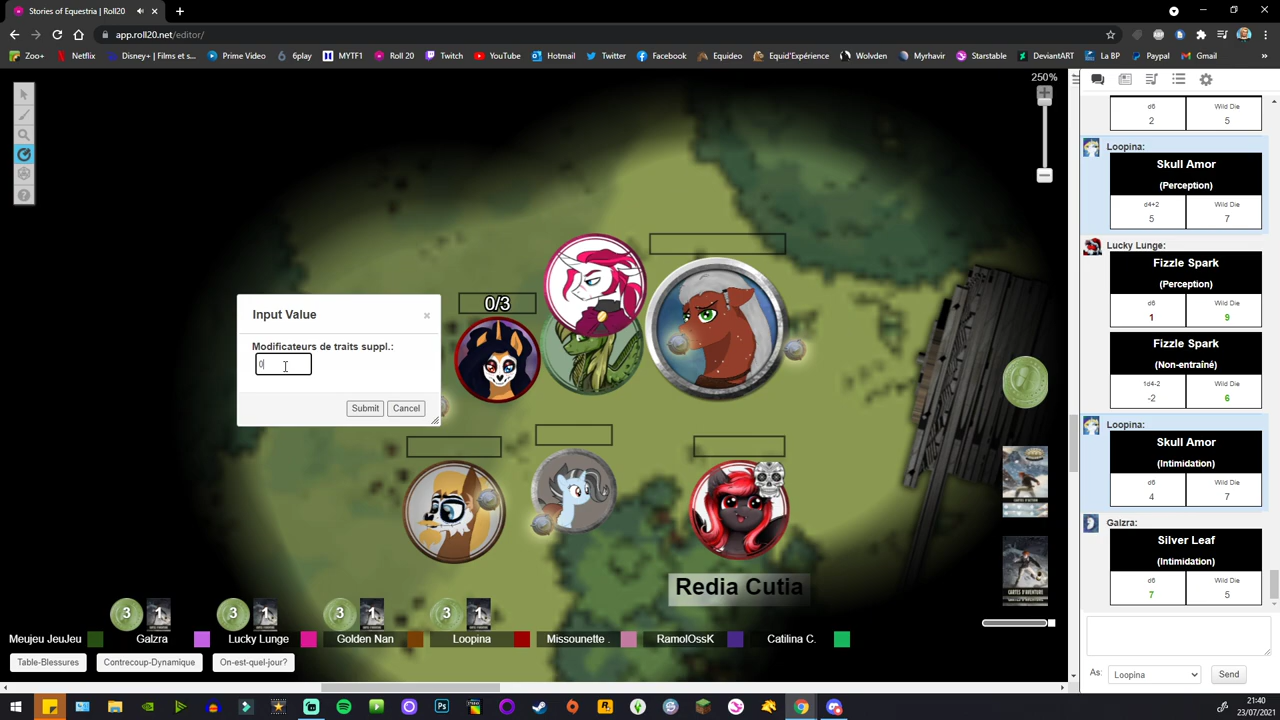 Stories of Equestria | Roll20
app.roll20.net/editor/
Zoo+ Netflix Disney+ | Films et s... Prime Video 6play MYTF1 Roll 20 Twitch YouTube Hotmail Twitter Facebook Equideo Equid'Expérience Wolvden Myrhavir Starstable DeviantART La BP Paypal Gmail »
250%
d6 Wild Die
2 5
Loopina:
Skull Amor
(Perception)
d4+2 Wild Die
5 7
Lucky Lunge:
Fizzle Spark
(Perception)
d6 Wild Die
1 9
Fizzle Spark
(Non-entraîné)
1d4-2 Wild Die
-2 6
Loopina:
Skull Amor
(Intimidation)
d6 Wild Die
4 7
Galzra:
Silver Leaf
(Intimidation)
d6 Wild Die
7 5
0/3
Input Value ×
Modificateurs de traits suppl.:
0
Submit Cancel
Redia Cutia
3 1 3 1 3 1 3 1
Meujeu JeuJeu Galzra Lucky Lunge Golden Nan Loopina Missounette . RamolOssK Catilina C.
Table-Blessures Contrecoup-Dynamique On-est-quel-jour?
As: Loopina Send
21:40
23/07/2021